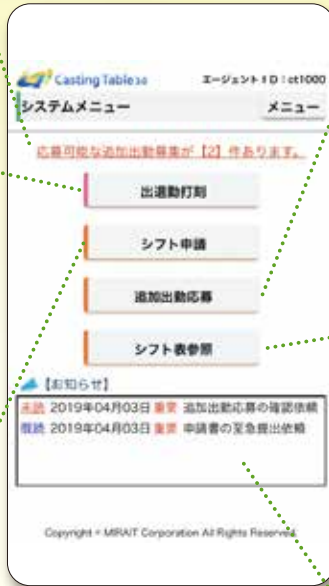 Casting Table3.0 エージェントID:ct1000
システムメニュー メニュー
応募可能な追加出勤募集が【2】件あります。
出退勤打刻
シフト申請
追加出勤応募
シフト表参照
【お知らせ】
未読 2019年04月03日 重要 追加出勤応募の確認依頼
既読 2019年04月03日 重要 申請書の至急提出依頼
Copyright © MIRAIT Corporation All Rights Reserved.